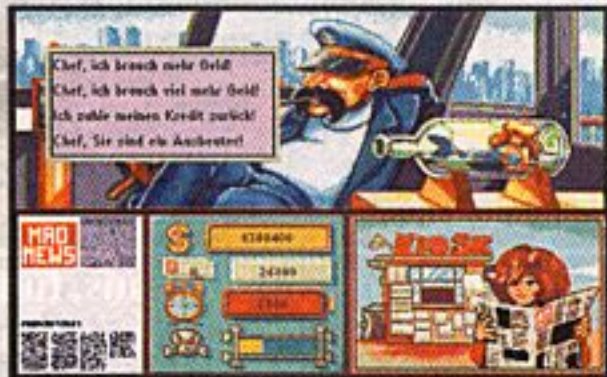 Chef, ich brauch mehr Geld!
Chef, ich brauch viel mehr Geld!
Ich zahle meinen Kredit zurück!
Chef, Sie sind ein Ausbeuter!
MAD
NEWS
$
KIOSK